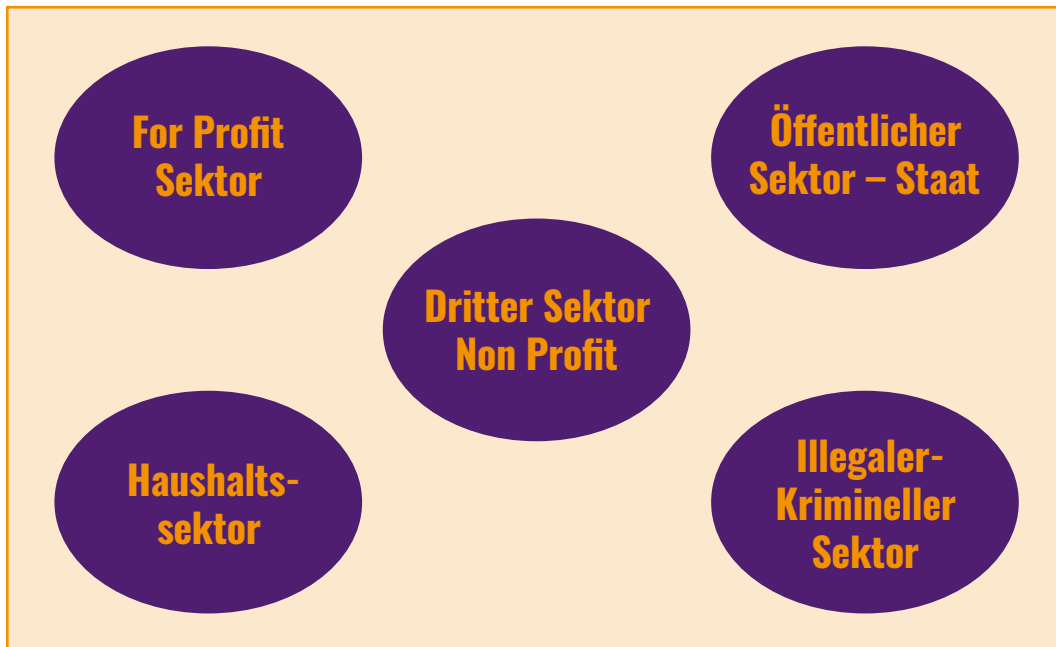 For Profit
Sektor
Öffentlicher
Sektor – Staat
Dritter Sektor
Non Profit
Haushalts-
sektor
Illegaler-
Krimineller
Sektor